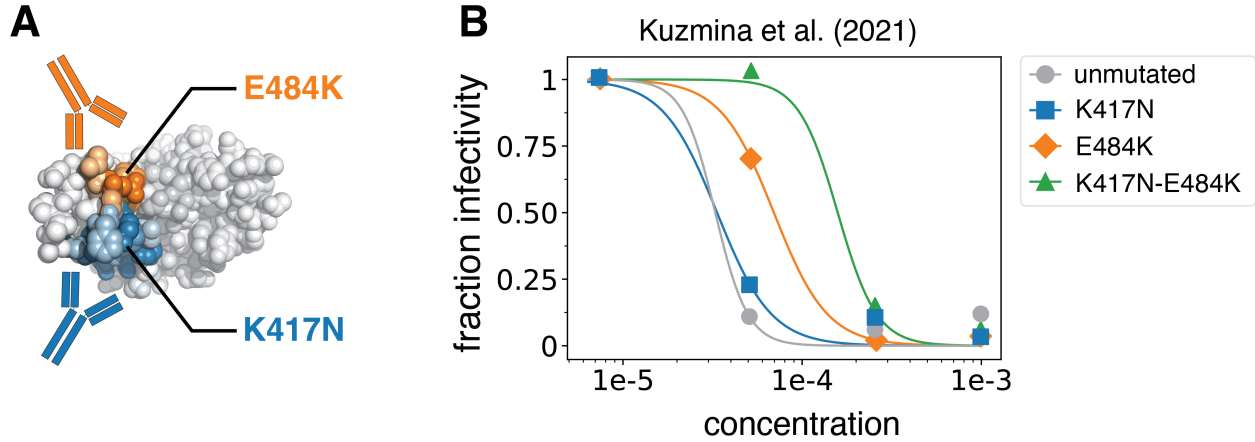 A
E484K
K417N
B
Kuzmina et al. (2021)
fraction infectivity
1
0.75
0.50
0.25
0
1e-5
1e-4
1e-3
concentration
unmutated
K417N
E484K
K417N-E484K